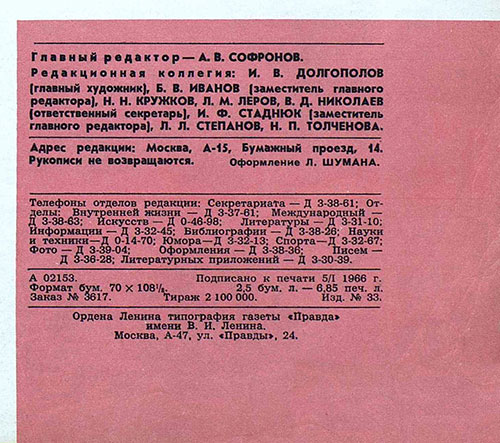 Главный редактор — А. В. СОФРОНОВ.
Редакционная коллегия: И. В. ДОЛГОПОЛОВ
(главный художник), Б. В. ИВАНОВ (заместитель главного
редактора), Н. Н. КРУЖКОВ, Л. М. ЛЕРОВ, В. Д. НИКОЛАЕВ
(ответственный секретарь), И. Ф. СТАДНЮК (заместитель
главного редактора), Л. Л. СТЕПАНОВ, Н. П. ТОЛЧЕНОВА.
Адрес редакции: Москва, А-15, Бумажный проезд, 14.
Рукописи не возвращаются. Оформление Л. ШУМАНА.
Телефоны отделов редакции: Секретариата — Д 3-38-61; От-
делы: Внутренней жизни — Д 3-37-61; Международный —
Д 3-38-63; Искусств — Д 0-46-98; Литературы — Д 3-31-10;
Информации — Д 3-32-45; Библиографии — Д 3-38-26; Науки
и техники — Д 0-14-70; Юмора — Д 3-32-13; Спорта — Д 3-32-67;
Фото — Д 3-39-04; Оформления — Д 3-38-36; Писем —
Д 3-36-28; Литературных приложений — Д 3-30-39.
А 02153. Подписано к печати 5/I 1966 г.
Формат бум. 70 × 108⅛. 2,5 бум. л. — 6,85 печ. л.
Заказ № 3617. Тираж 2 100 000. Изд. № 33.
Ордена Ленина типография газеты «Правда»
имени В. И. Ленина.
Москва, А-47, ул. «Правды», 24.